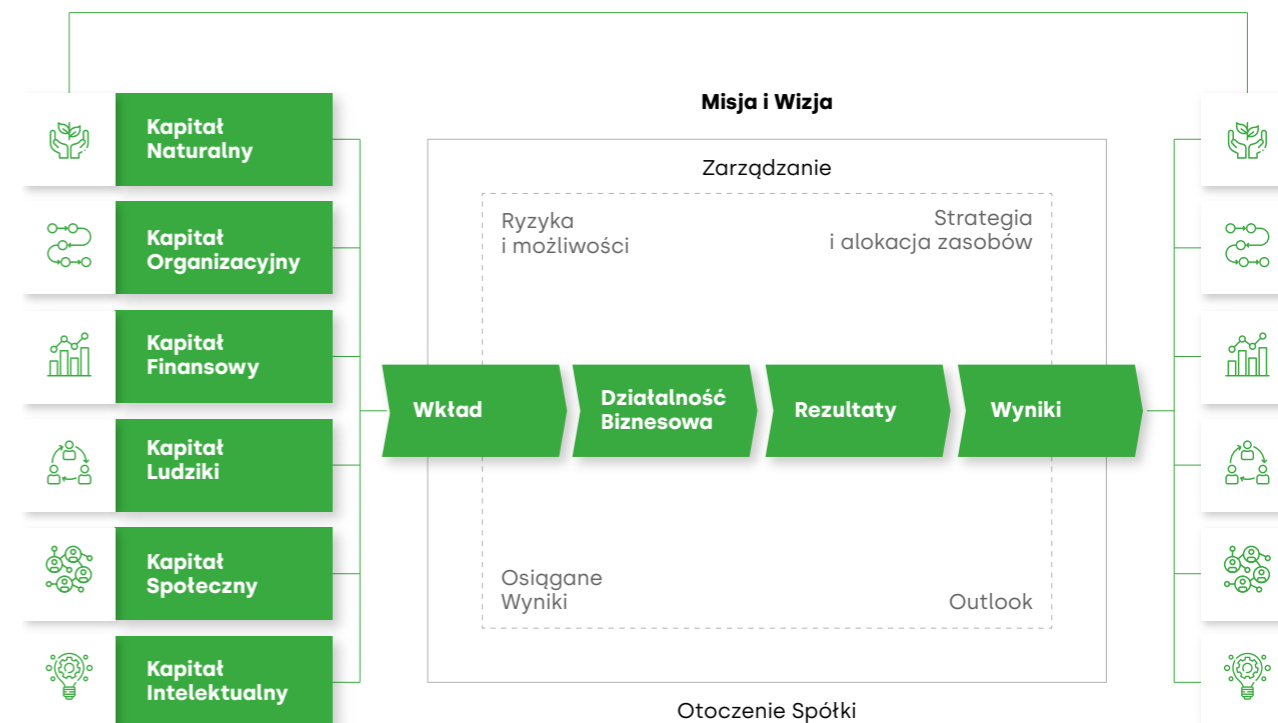 Misja i Wizja
Kapitał
Naturalny
Kapitał
Organizacyjny
Kapitał
Finansowy
Kapitał
Ludziki
Kapitał
Społeczny
Kapitał
Intelektualny
Zarządzanie
Ryzyka
i możliwości
Strategia
i alokacja zasobów
Wkład
Działalność
Biznesowa
Rezultaty
Wyniki
Osiągane
Wyniki
Outlook
Otoczenie Spółki